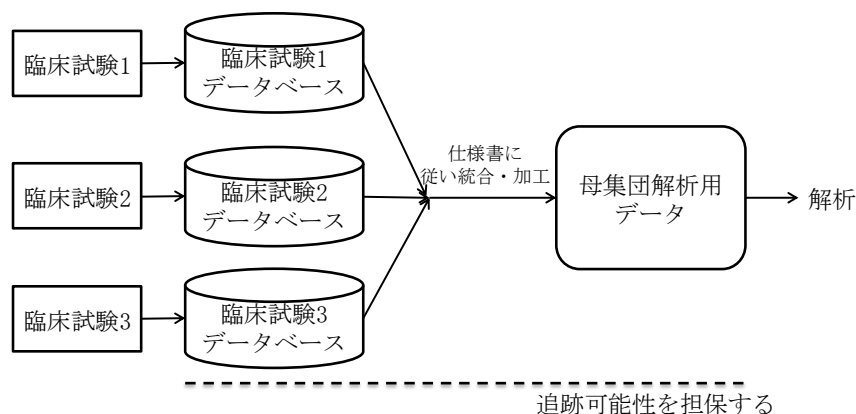 臨床試験1
臨床試験1
データベース
臨床試験2
臨床試験2
データベース
臨床試験3
臨床試験3
データベース
仕様書に
従い統合・加工
母集団解析用
データ
解析
追跡可能性を担保する